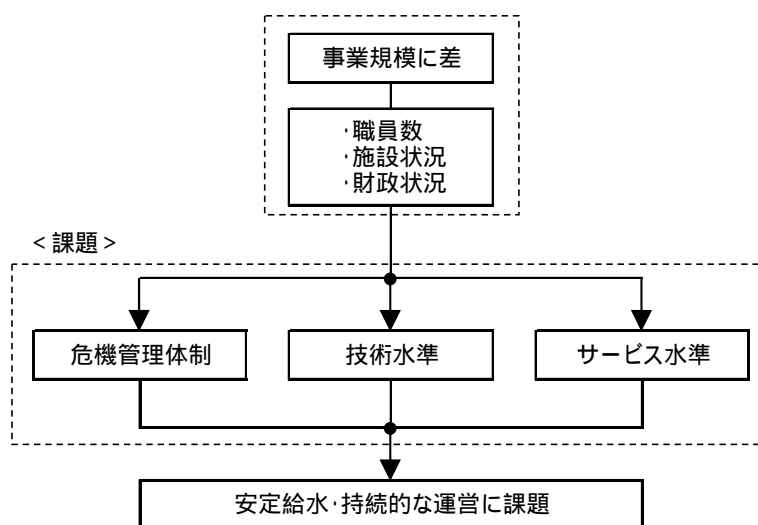 事業規模に差
・職員数
・施設状況
・財政状況
<課題>
危機管理体制
技術水準
サービス水準
安定給水・持続的な運営に課題